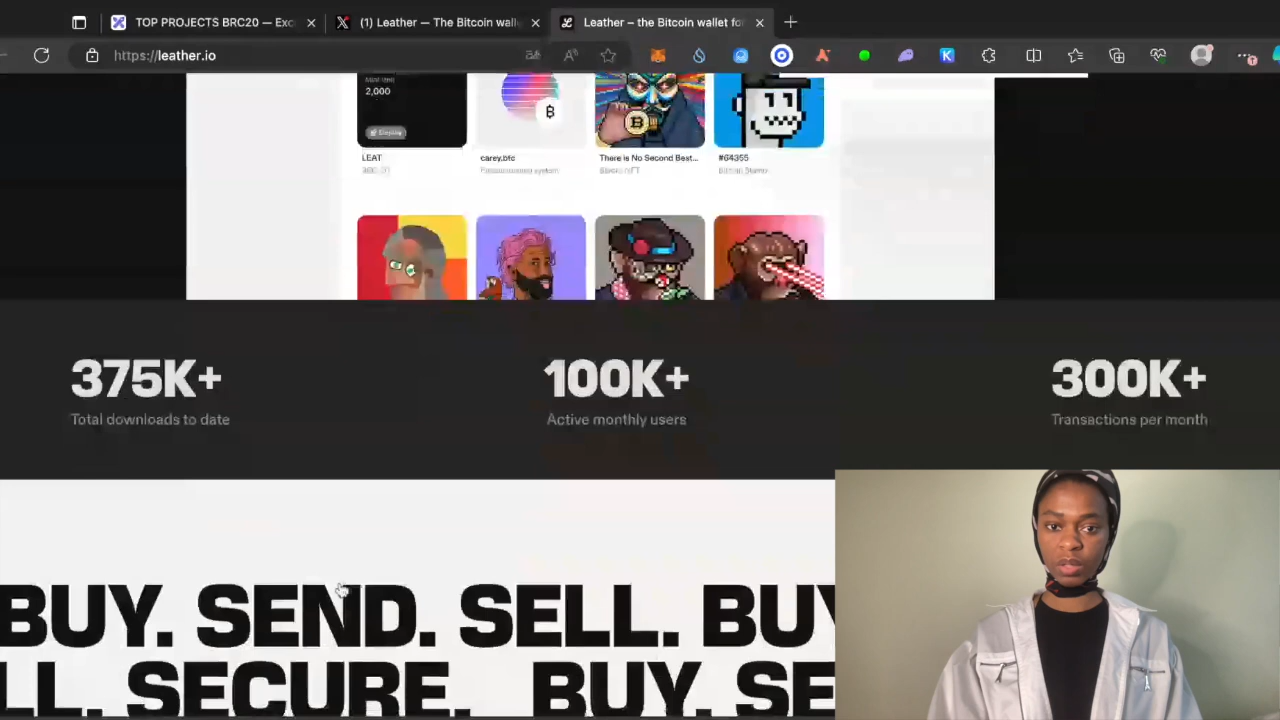 TOP PROJECTS BRC20 — Exc
(1) Leather — The Bitcoin wall
Leather – the Bitcoin wallet fo
https://leather.io
2,000
LEAT
carey.btc
There is No Second Best...
#64355
375K+
100K+
300K+
Total downloads to date
Active monthly users
Transactions per month
BUY. SEND. SELL. BUY
LL. SECURE. BUY. SE